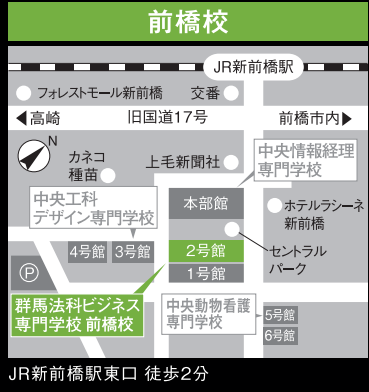 前橋校
JR新前橋駅
フォレストモール新前橋
交番
◀高崎
旧国道17号
前橋市内▶
N
カネコ
種苗
上毛新聞社
中央情報経理
専門学校
中央工科
デザイン専門学校
本部館
ホテルラシーネ
新前橋
4号館
3号館
2号館
セントラル
パーク
P
1号館
群馬法科ビジネス
専門学校 前橋校
中央動物看護
専門学校
5号館
6号館
JR新前橋駅東口 徒歩2分